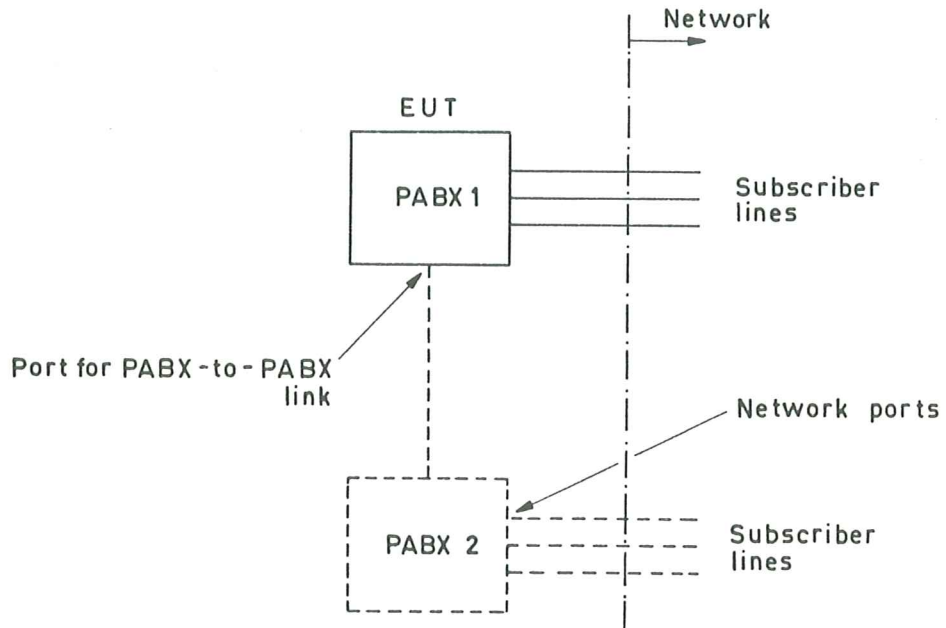 Network
EUT
PABX 1
Subscriber
lines
Port for PABX-to-PABX
link
Network ports
PABX 2
Subscriber
lines